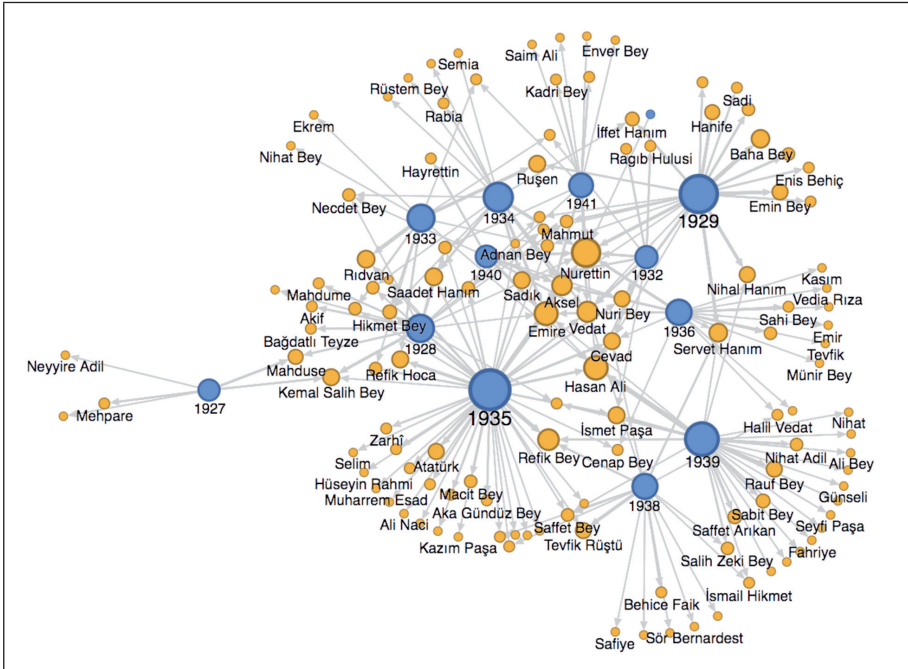 Saim Ali
Enver Bey
Semia
Rüstem Bey
Kadri Bey
Sadi
Rabia
Hanife
Ekrem
İffet Hanım
Baha Bey
Nihat Bey
Hayrettin
Ragıb Hulusi
Ruşen
Enis Behiç
Necdet Bey
1934
1941
1929
Emin Bey
1933
Mahmut
Adnan Bey
1940
Nurettin
1932
Rıdvan
Saadet Hanım
Sadık
Nihal Hanım
Kasım
Mahdume
Aksel
Vedia Rıza
Akif
Hikmet Bey
Nuri Bey
Sahi Bey
Bağdatlı Teyze
1928
Emire
Vedat
1936
Emir
Servet Hanım
Tevfik
Neyyire Adil
Mahduse
Refik Hoca
Cevad
Münir Bey
Kemal Salih Bey
Hasan Ali
1927
1935
Mehpare
İsmet Paşa
Halil Vedat
Nihat
Zarhî
Refik Bey
Cenap Bey
1939
Nihat Adil
Ali Bey
Selim
Atatürk
Hüseyin Rahmi
Rauf Bey
Günseli
Muharrem Esad
Macit Bey
Aka Gündüz Bey
1938
Sabit Bey
Ali Naci
Saffet Bey
Saffet Arıkan
Seyfi Paşa
Kazım Paşa
Tevfik Rüştü
Fahriye
Salih Zeki Bey
İsmail Hikmet
Behice Faik
Safiye
Sör Bernardest